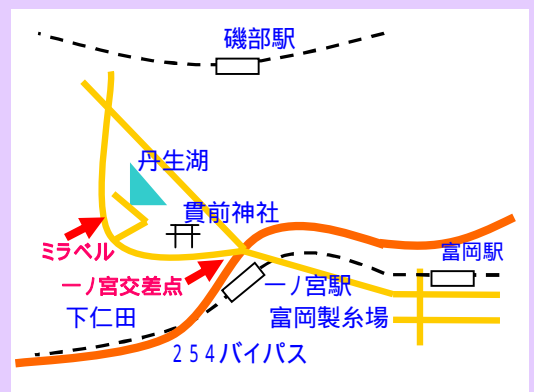 磯部駅
丹生湖
貫前神社
ミラベル
富岡駅
一ノ宮交差点
一ノ宮駅
下仁田
富岡製糸場
254バイパス